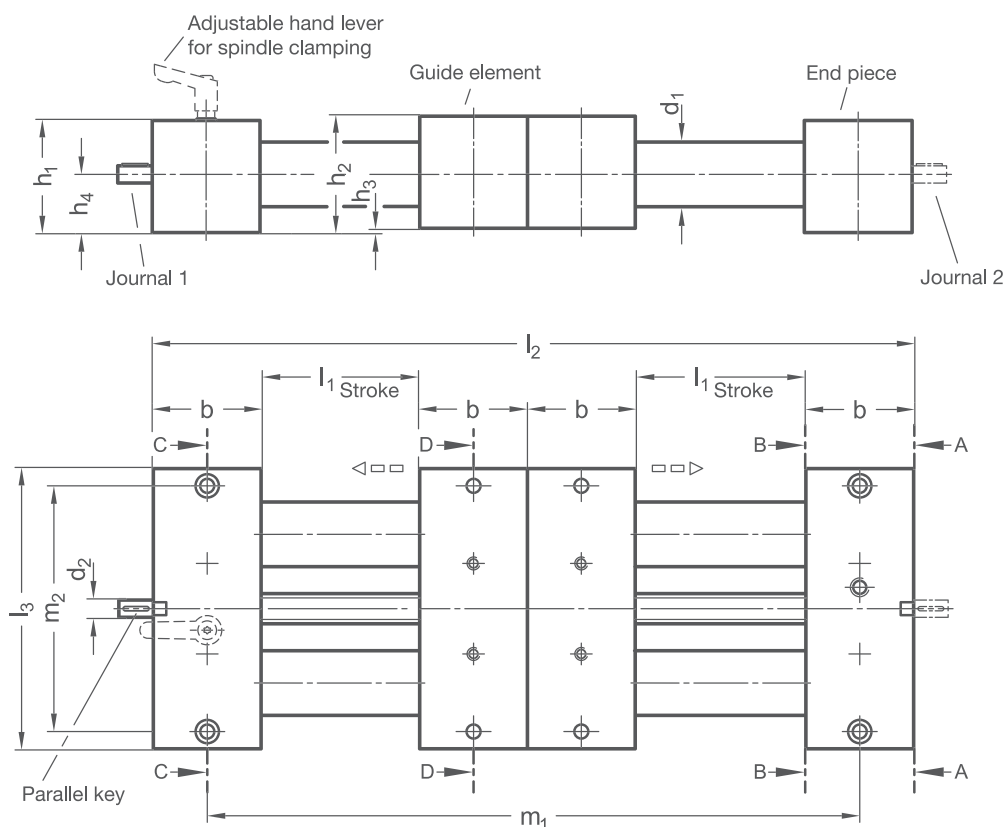 Adjustable hand lever
for spindle clamping
Guide element
End piece
d₁
h₁
h₂
h₃
h₄
Journal 1
Journal 2
l₂
l₁ Stroke
l₁ Stroke
b
b
b
b
C
D
B
A
d₂
m₂
l₃
C
D
B
A
Parallel key
m₁